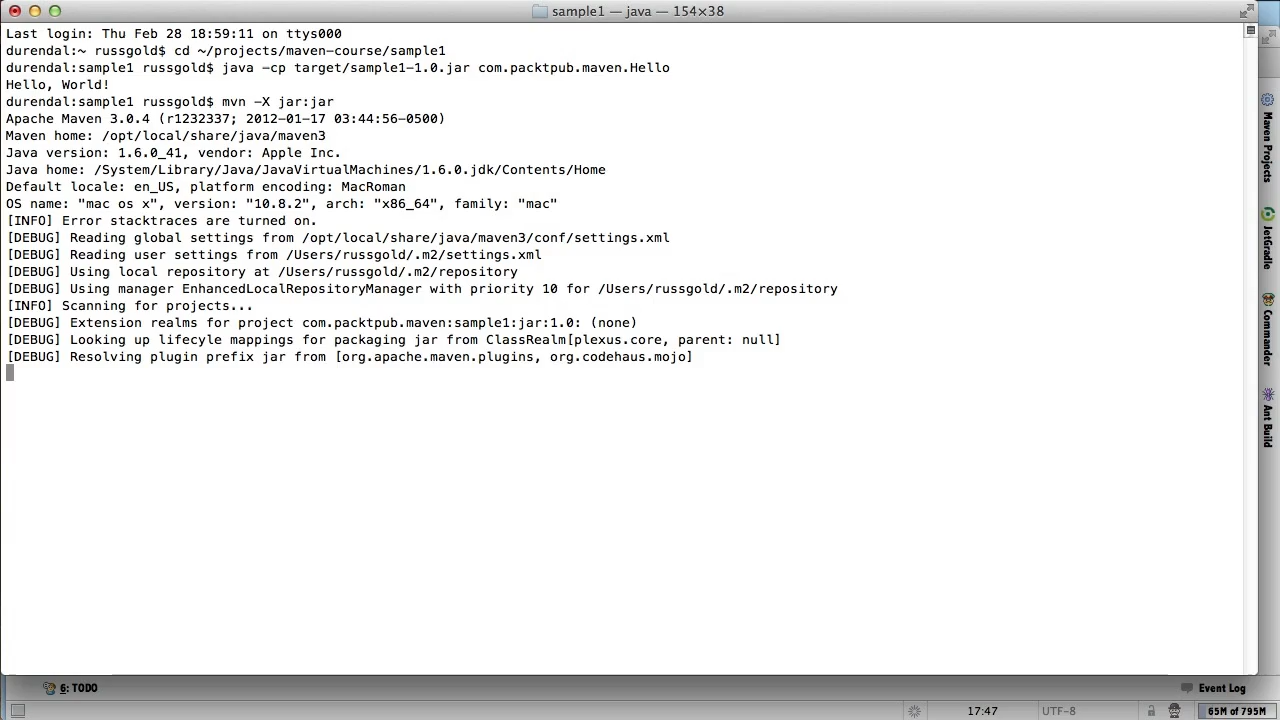 sample1 — java — 154×38
Last login: Thu Feb 28 18:59:11 on ttys000
durendal:~ russgold$ cd ~/projects/maven-course/sample1
durendal:sample1 russgold$ java -cp target/sample1-1.0.jar com.packtpub.maven.Hello
Hello, World!
durendal:sample1 russgold$ mvn -X jar:jar
Apache Maven 3.0.4 (r1232337; 2012-01-17 03:44:56-0500)
Maven home: /opt/local/share/java/maven3
Java version: 1.6.0_41, vendor: Apple Inc.
Java home: /System/Library/Java/JavaVirtualMachines/1.6.0.jdk/Contents/Home
Default locale: en_US, platform encoding: MacRoman
OS name: "mac os x", version: "10.8.2", arch: "x86_64", family: "mac"
[INFO] Error stacktraces are turned on.
[DEBUG] Reading global settings from /opt/local/share/java/maven3/conf/settings.xml
[DEBUG] Reading user settings from /Users/russgold/.m2/settings.xml
[DEBUG] Using local repository at /Users/russgold/.m2/repository
[DEBUG] Using manager EnhancedLocalRepositoryManager with priority 10 for /Users/russgold/.m2/repository
[INFO] Scanning for projects...
[DEBUG] Extension realms for project com.packtpub.maven:sample1:jar:1.0: (none)
[DEBUG] Looking up lifecyle mappings for packaging jar from ClassRealm[plexus.core, parent: null]
[DEBUG] Resolving plugin prefix jar from [org.apache.maven.plugins, org.codehaus.mojo]
Maven Projects
JetGradle
Commander
Ant Build
6: TODO
Event Log
17:47
UTF-8
65M of 795M